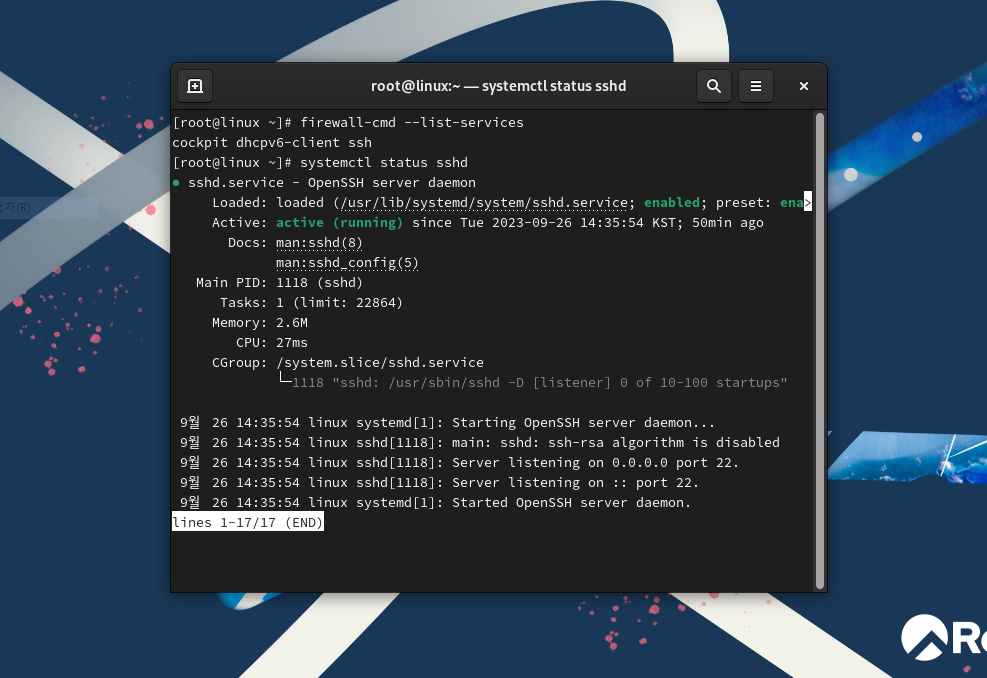 root@linux:~ — systemctl status sshd
[root@linux ~]# firewall-cmd --list-services
cockpit dhcpv6-client ssh
[root@linux ~]# systemctl status sshd
● sshd.service - OpenSSH server daemon
Loaded: loaded (/usr/lib/systemd/system/sshd.service; enabled; preset: ena>
Active: active (running) since Tue 2023-09-26 14:35:54 KST; 50min ago
Docs: man:sshd(8)
man:sshd_config(5)
Main PID: 1118 (sshd)
Tasks: 1 (limit: 22864)
Memory: 2.6M
CPU: 27ms
CGroup: /system.slice/sshd.service
└─1118 "sshd: /usr/sbin/sshd -D [listener] 0 of 10-100 startups"
9월 26 14:35:54 linux systemd[1]: Starting OpenSSH server daemon...
9월 26 14:35:54 linux sshd[1118]: main: sshd: ssh-rsa algorithm is disabled
9월 26 14:35:54 linux sshd[1118]: Server listening on 0.0.0.0 port 22.
9월 26 14:35:54 linux sshd[1118]: Server listening on :: port 22.
9월 26 14:35:54 linux systemd[1]: Started OpenSSH server daemon.
lines 1-17/17 (END)